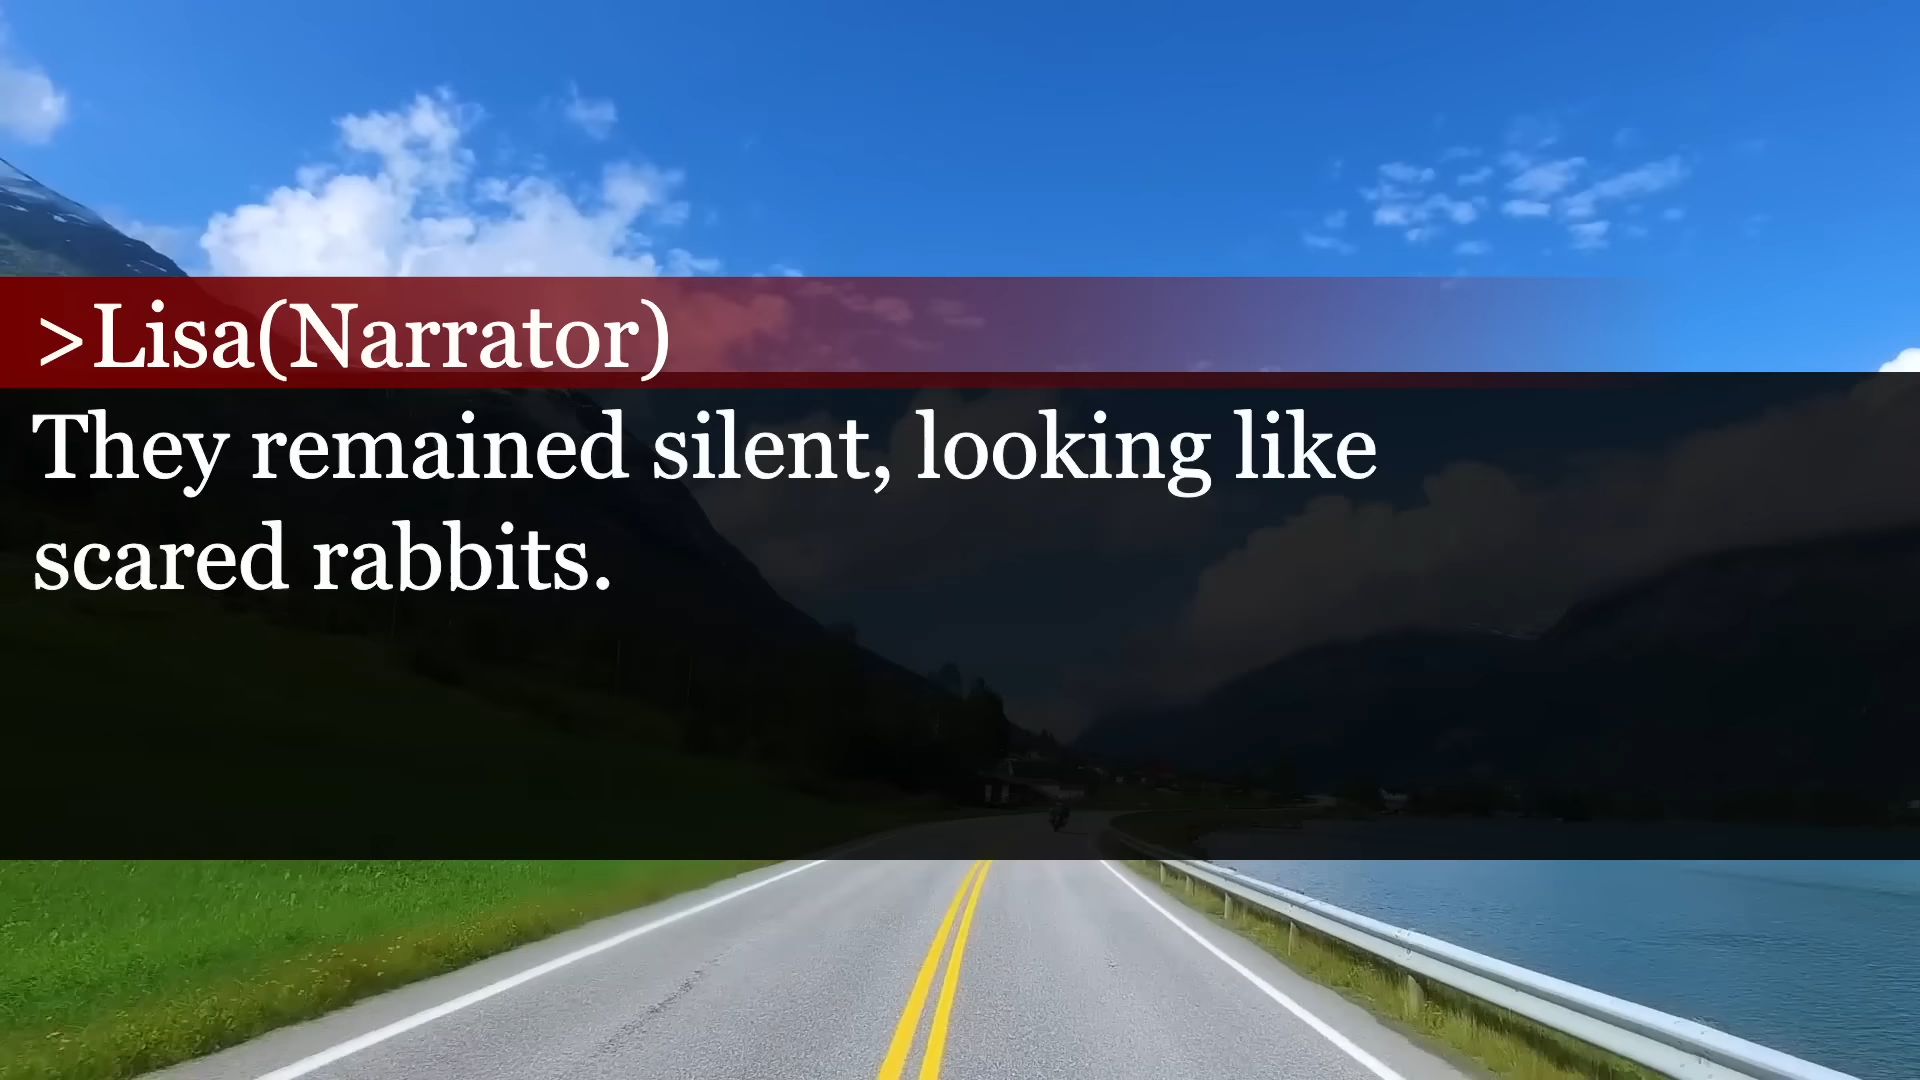 >Lisa(Narrator)
They remained silent, looking like
scared rabbits.